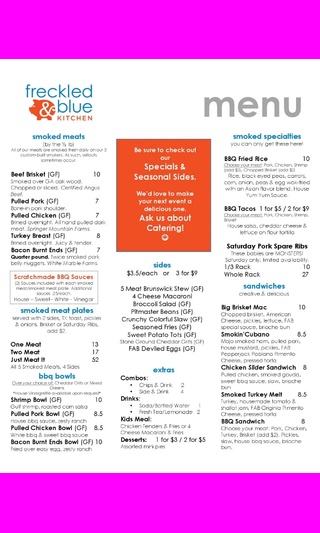 freckled
& blue
KITCHEN
menu
smoked meats
(by the ½ lb)
All of our meats are smoked them daily on our 3
custom-built smokers. As such, sellouts
sometimes occur
Beef Brisket (GF) 10
Smoked over GA oak wood.
Chopped or sliced. Certified Angus
Beef.
Pulled Pork (GF) 7
Bone-in pork shoulder.
Pulled Chicken (GF) 7
Brined overnight. All hand pulled dark
meat. Springer Mountain Farms.
Turkey Breast (GF) 8
Brined overnight. Juicy & tender.
Bacon Burnt Ends (GF) 7
Quarter pound. Twice smoked pork
belly nuggets. White Marble Farms.
Scratchmade BBQ Sauces
(2) Sauces included with each smoked
meats/smoked meat plate. Additional
sauces .25/each.
House - Sweet - White - Vinegar
smoked meat plates
served with 2 sides, TX toast, pickles
& onions. Brisket or Saturday Ribs,
add $2.
One Meat 13
Two Meat 17
Just Meat It! 52
All 5 Smoked Meats, 4 Sides
bbq bowls
Over your choice of: Cheddar Grits or Mixed
Greens
*House Vinaigrette available upon request*
Shrimp Bowl (GF) 10
Gulf shrimp, roasted corn salsa
Pulled Pork Bowl (GF) 8.5
House bbq sauce, zesty ranch
Pulled Chicken Bowl (GF) 8.5
White bbq & sweet bbq sauce
Bacon Burnt Ends Bowl (GF) 10
Fried over easy egg, zesty ranch
Be sure to check out
our
Specials &
Seasonal Sides.
We'd love to make
your next event a
delicious one.
Ask us about
Catering!
sides
$3.5/each or 3 for $9
5 Meat Brunswick Stew (GF)
4 Cheese Macaroni
Broccoli Salad (GF)
Pitmaster Beans (GF)
Crunchy Colorful Slaw (GF)
Seasoned Fries (GF)
Sweet Potato Tots (GF)
Stone Ground Cheddar Grits (GF)
FAB Deviled Eggs (GF)
extras
Combos:
• Chips & Drink 2
• Side & Drink 4
Drinks:
• Soda/Bottled Water 1
• Fresh Tea/Lemonade 2
Kids Meal:
Chicken Tenders & Fries or 4
Cheese Macaroni & Fries
Desserts: 1 for $3 / 2 for $5
Assorted mini pies
smoked specialties
you can only get these here!
BBQ Fried Rice 10
Choose your meat: Pork, Chicken, Shrimp
(add $2), Chopped Brisket (add $2)
Rice, black eyed peas, carrots,
corn, onion, peas & egg wok-fried
with an Asian flavor blend. House
Yum Yum Sauce.
BBQ Tacos 1 for $5 / 2 for $9
Choose your meat: Pork, Chicken, Shrimp,
Brisket
House salsa, cheddar cheese &
lettuce on flour tortilla
Saturday Pork Spare Ribs
These babies are MONSTERS!
Saturday only, limited availability.
1/3 Rack 10
Whole Rack 27
sandwiches
creative & delicious
Big Brisket Mac 10
Chopped brisket, American
Cheese, pickles, lettuce, FAB
special sauce, brioche bun
Smokin'Cubano 8.5
Mojo smoked ham, pulled pork,
house mustard, pickles, FAB
Pepperjack Palagiana Pimento
Cheese, pressed torta
Chicken Slider Sandwich 8
Pulled chicken, smoked gouda,
sweet bbq sauce, slaw, brioche
bun
Smoked Turkey Melt 8.5
Turkey, housemade tomato &
shallot jam, FAB Virginia Pimento
Cheese, pressed torta
BBQ Sandwich 8
Choose your meat: Pork, Chicken,
Turkey, Brisket (add $2). Pickles,
slaw, house bbq sauce, brioche
bun.